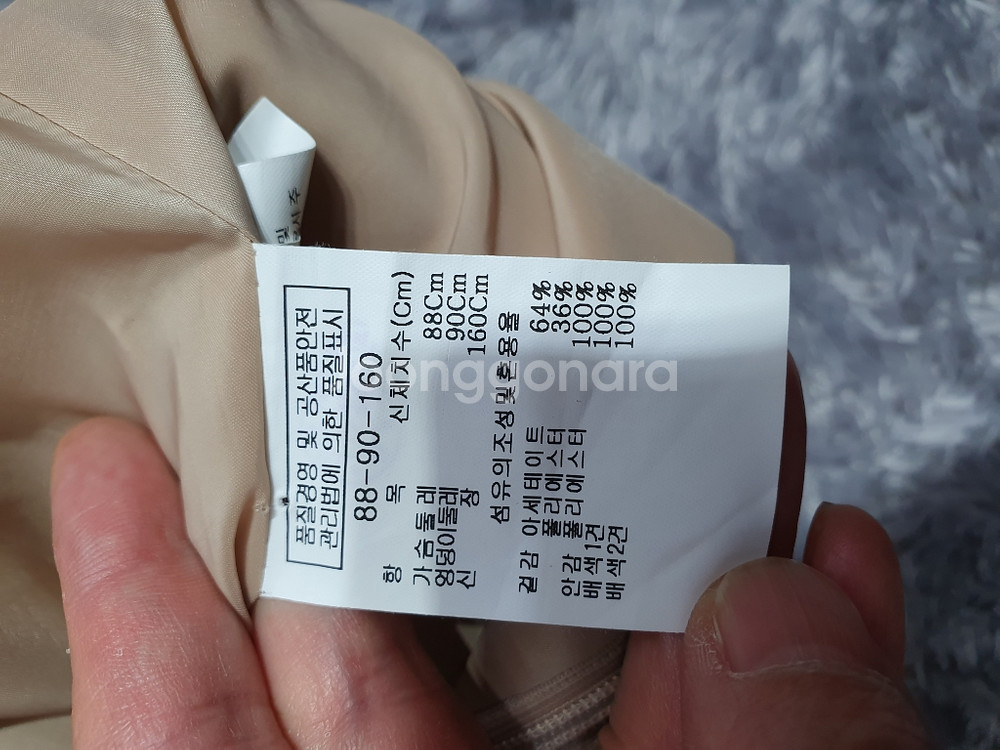 품질경영 및 공산품안전
관리법에 의한 품질표시
88-90-160
항 목 신체치수(Cm)
가슴둘레 88Cm
엉덩이둘레 90Cm
신 장 160Cm
섬유의조성및혼용율
겉감 아세테이트 64%
폴리에스터 36%
안감 폴리에스터 100%
배색1견 100%
배색2견 100%
joonggonara